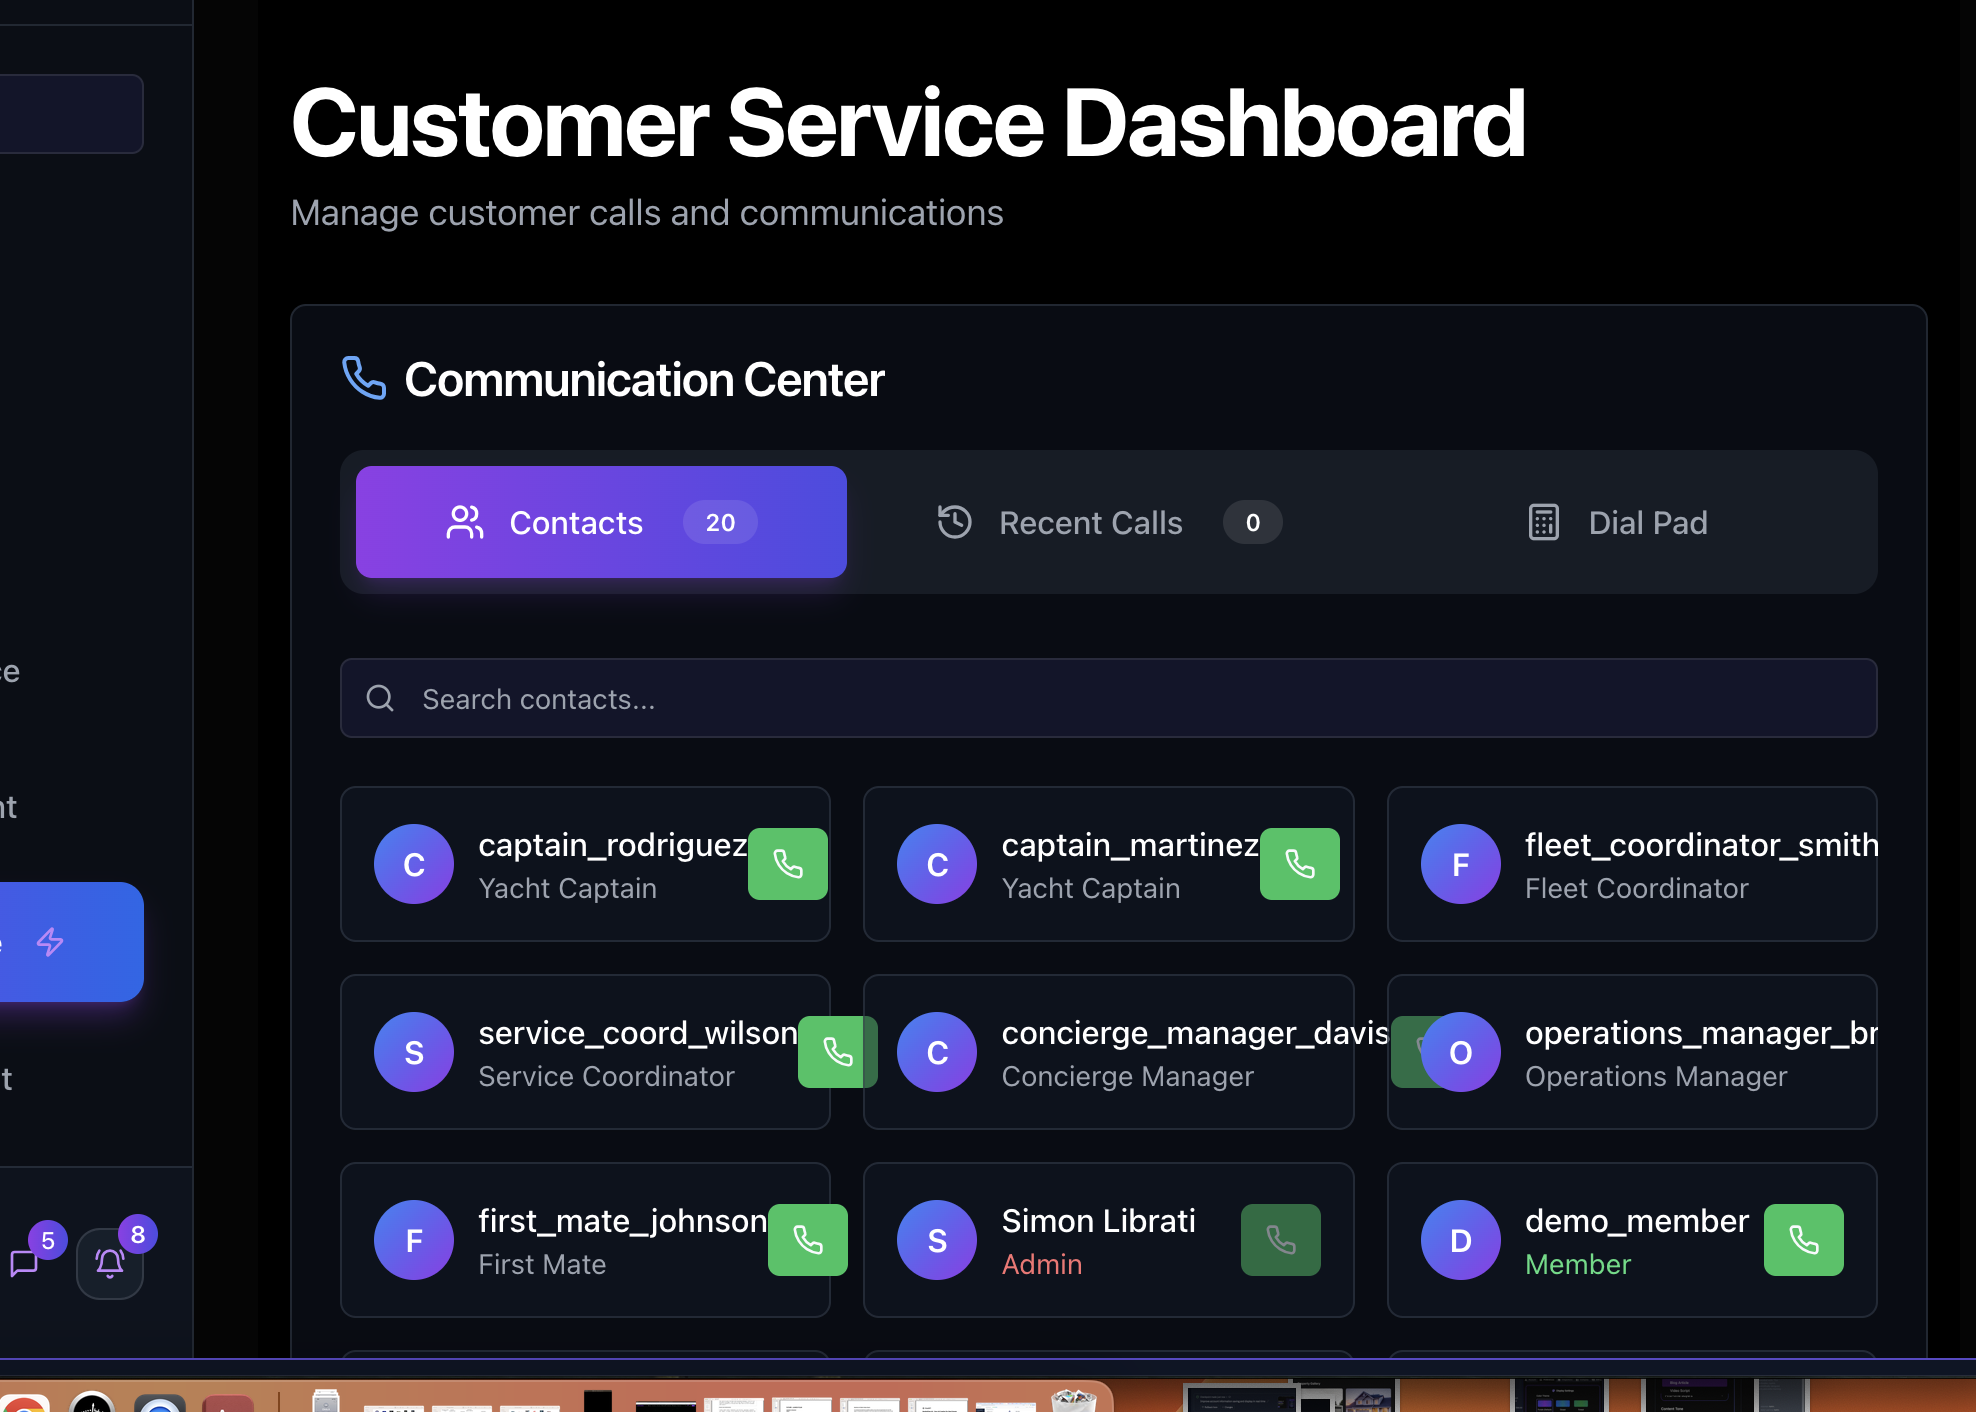 Customer Service Dashboard
Manage customer calls and communications
Communication Center
Contacts 20 Recent Calls 0 Dial Pad
Search contacts...
C captain_rodriguez C captain_martinez F fleet_coordinator_smith
Yacht Captain Yacht Captain Fleet Coordinator
S service_coord_wilson C concierge_manager_davis O operations_manager_br
Service Coordinator Concierge Manager Operations Manager
F first_mate_johnson S Simon Librati D demo_member
First Mate Admin Member
5 8